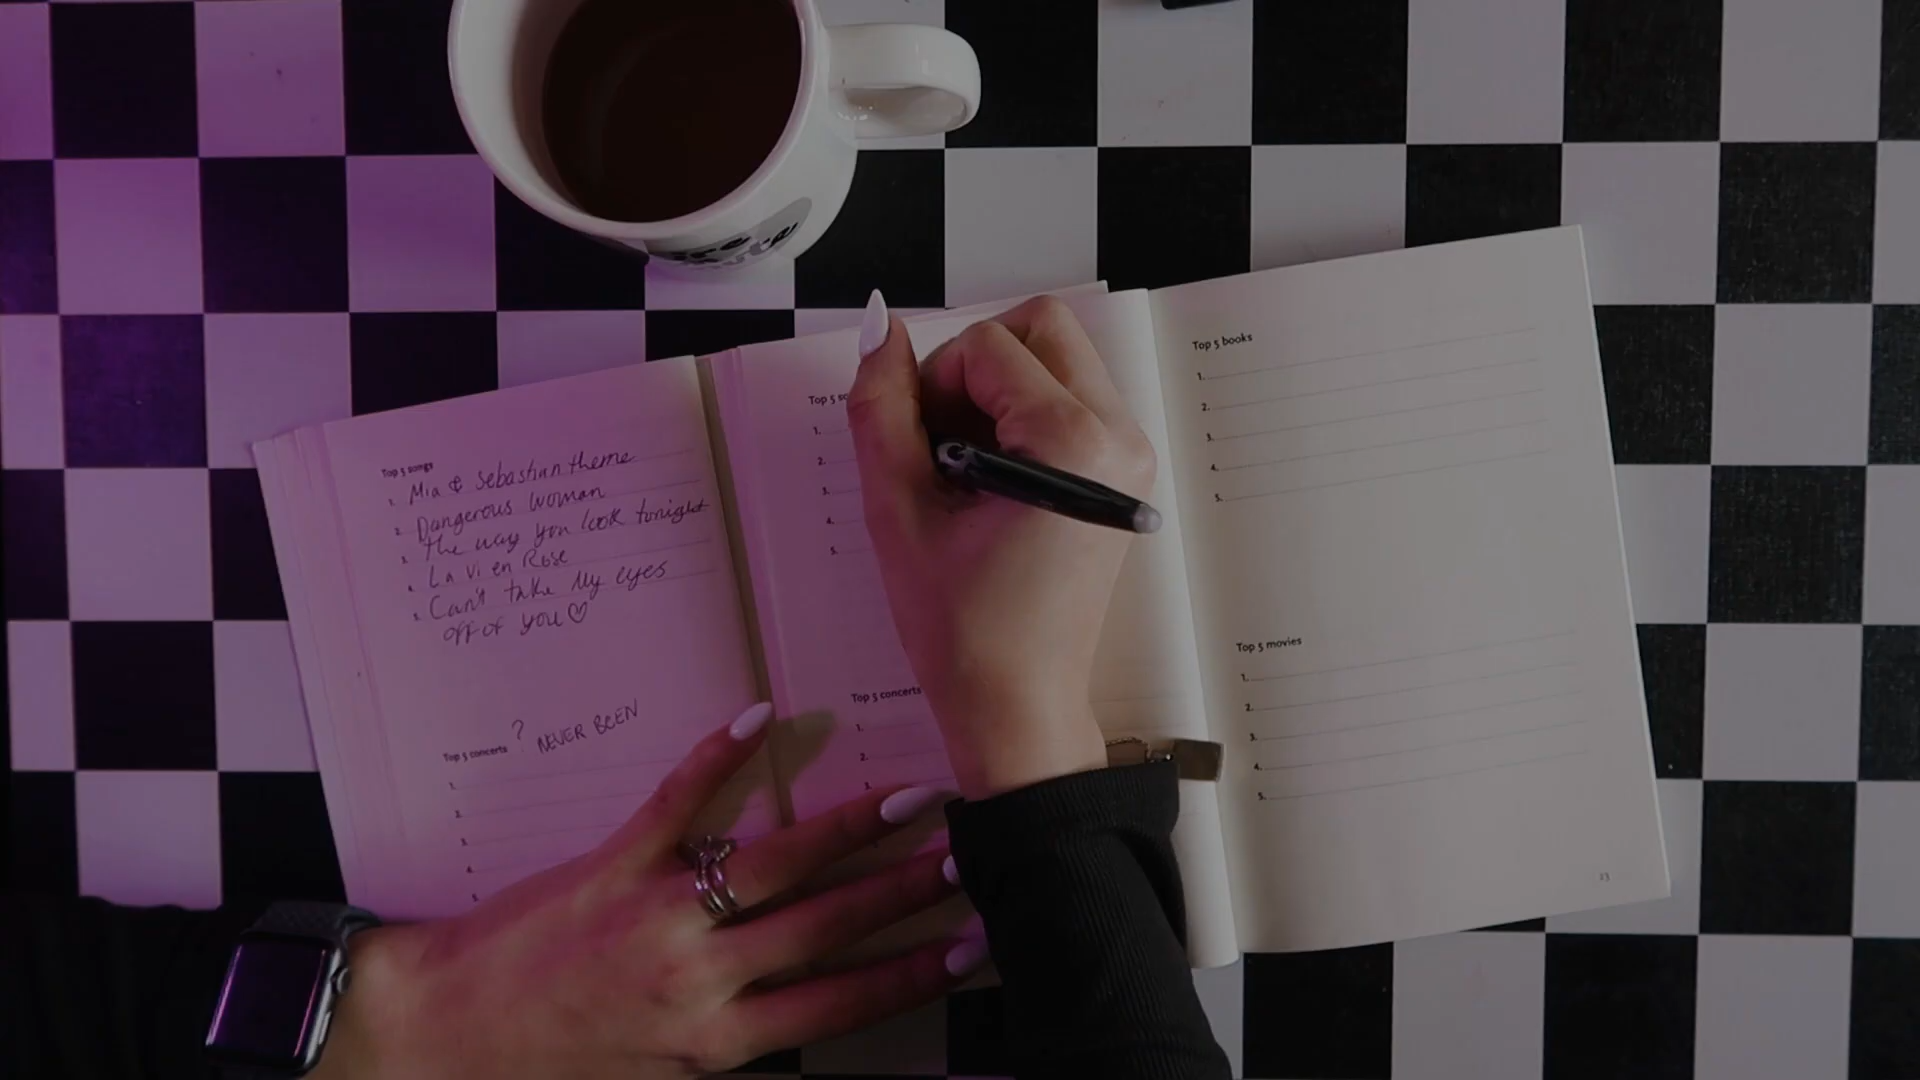 Top 5 songs
1. Mia & Sebastian theme
2. Dangerous Woman
3. the way you look tonight
4. La Vi en Rose
5. Can't take My eyes
off of you♡
Top 5 concerts ? NEVER BEEN
1.
2.
3.
4.
5.
Top 5 so
1.
2.
3.
4.
5.
Top 5 concerts
1.
2.
3.
Top 5 books
1.
2.
3.
4.
5.
Top 5 movies
1.
2.
3.
4.
5.
23